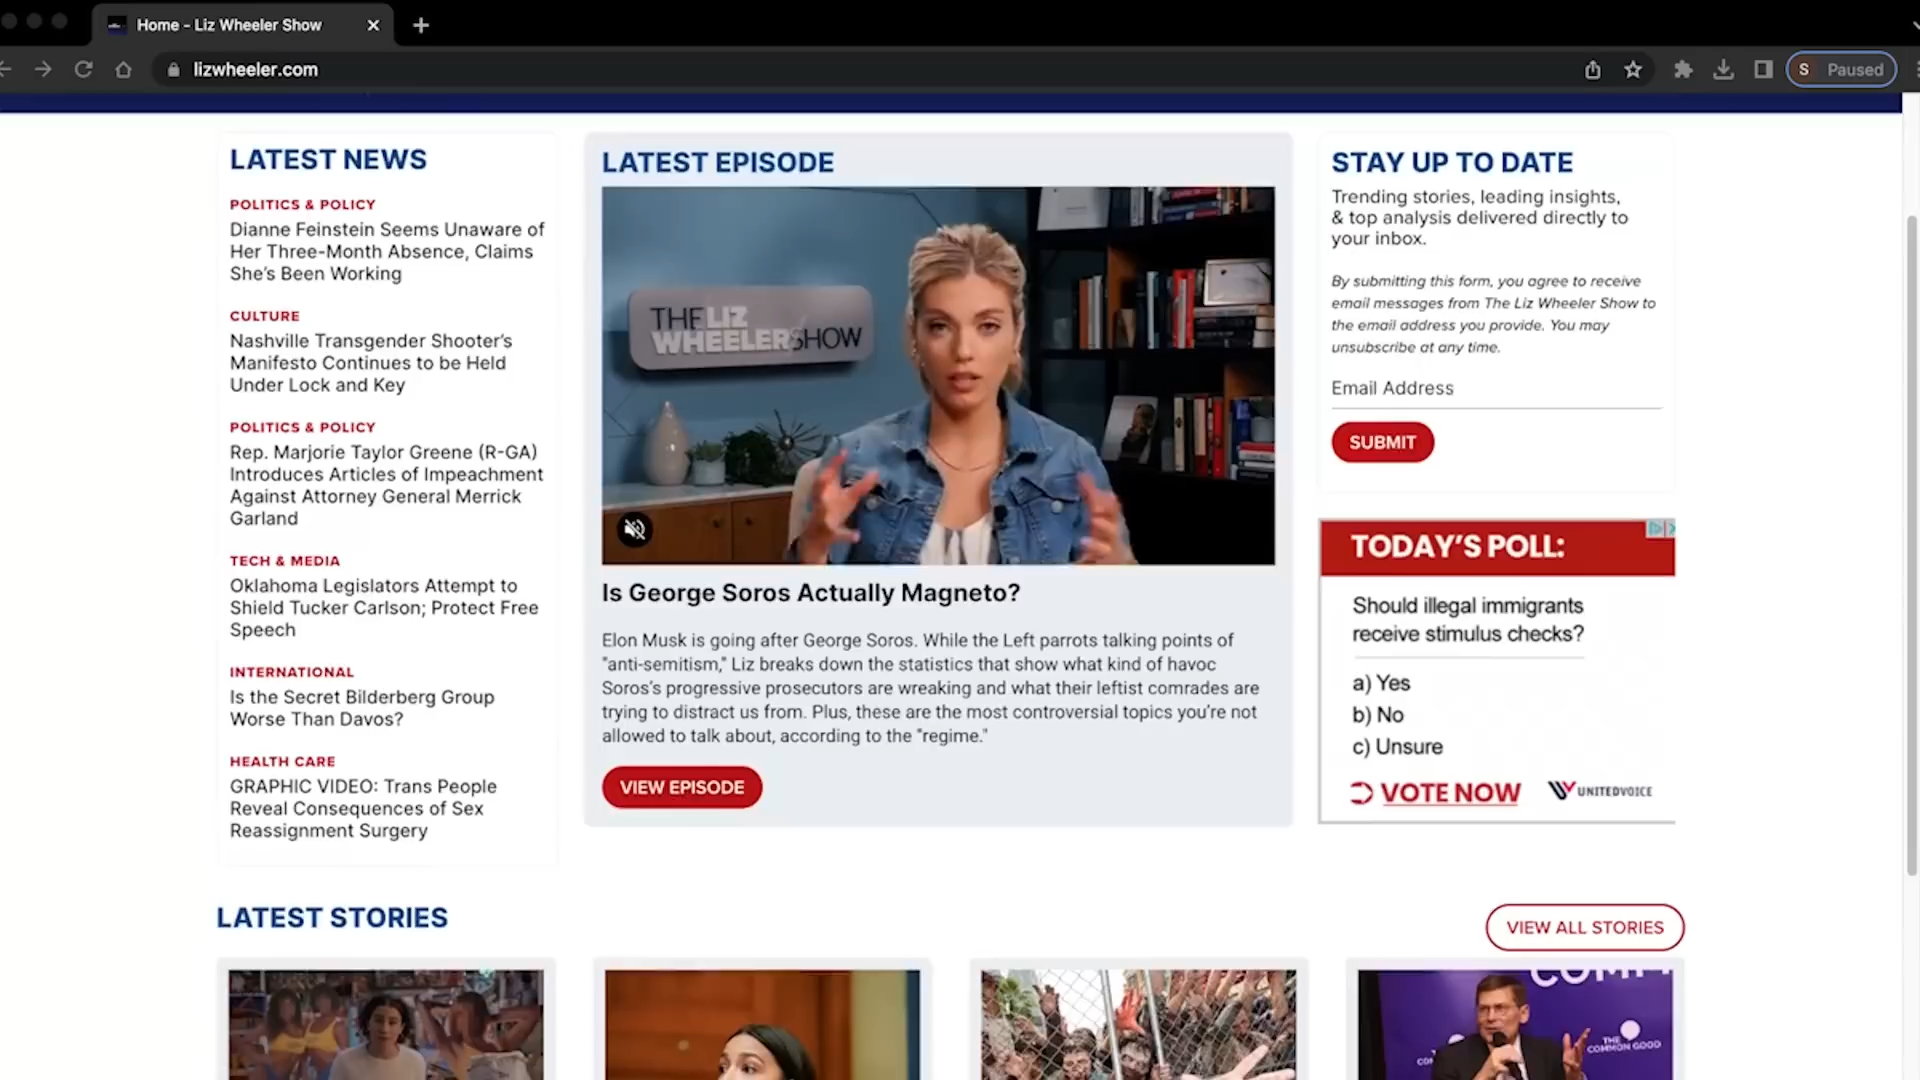 Home - Liz Wheeler Show
lizwheeler.com
S Paused
LATEST NEWS
POLITICS & POLICY
Dianne Feinstein Seems Unaware of
Her Three-Month Absence, Claims
She's Been Working
CULTURE
Nashville Transgender Shooter's
Manifesto Continues to be Held
Under Lock and Key
POLITICS & POLICY
Rep. Marjorie Taylor Greene (R-GA)
Introduces Articles of Impeachment
Against Attorney General Merrick
Garland
TECH & MEDIA
Oklahoma Legislators Attempt to
Shield Tucker Carlson; Protect Free
Speech
INTERNATIONAL
Is the Secret Bilderberg Group
Worse Than Davos?
HEALTH CARE
GRAPHIC VIDEO: Trans People
Reveal Consequences of Sex
Reassignment Surgery
LATEST EPISODE
THE LIZ
WHEELER SHOW
Is George Soros Actually Magneto?
Elon Musk is going after George Soros. While the Left parrots talking points of
"anti-semitism," Liz breaks down the statistics that show what kind of havoc
Soros's progressive prosecutors are wreaking and what their leftist comrades are
trying to distract us from. Plus, these are the most controversial topics you're not
allowed to talk about, according to the "regime."
VIEW EPISODE
STAY UP TO DATE
Trending stories, leading insights,
& top analysis delivered directly to
your inbox.
By submitting this form, you agree to receive
email messages from The Liz Wheeler Show to
the email address you provide. You may
unsubscribe at any time.
Email Address
SUBMIT
TODAY'S POLL:
Should illegal immigrants
receive stimulus checks?
a) Yes
b) No
c) Unsure
VOTE NOW
UNITEDVOICE
LATEST STORIES
VIEW ALL STORIES
THE
COMMON GOOD